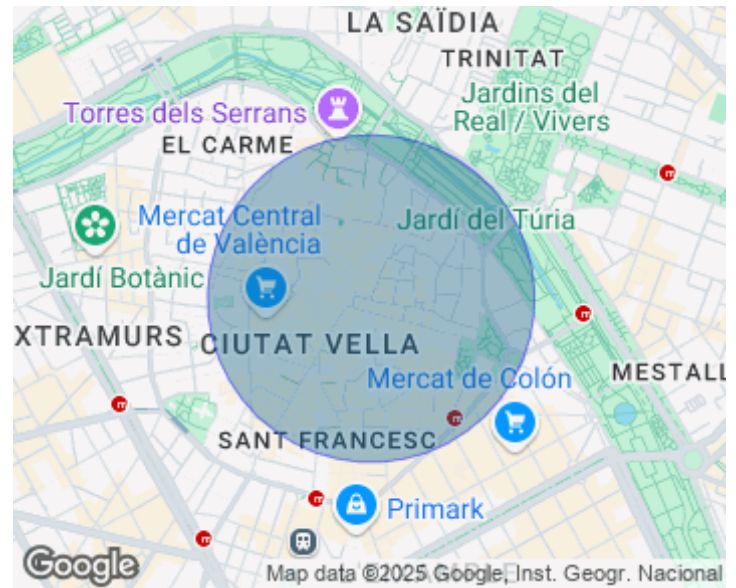 LA SAÏDIA
TRINITAT
Torres dels Serrans
Jardins del
Real / Vivers
EL CARME
Mercat Central
de València
Jardí del Túria
Jardí Botànic
XTRAMURS
CIUTAT VELLA
Mercat de Colón
MESTALL
SANT FRANCESC
Primark
Google
Map data ©2025 Google, Inst. Geogr. Nacional